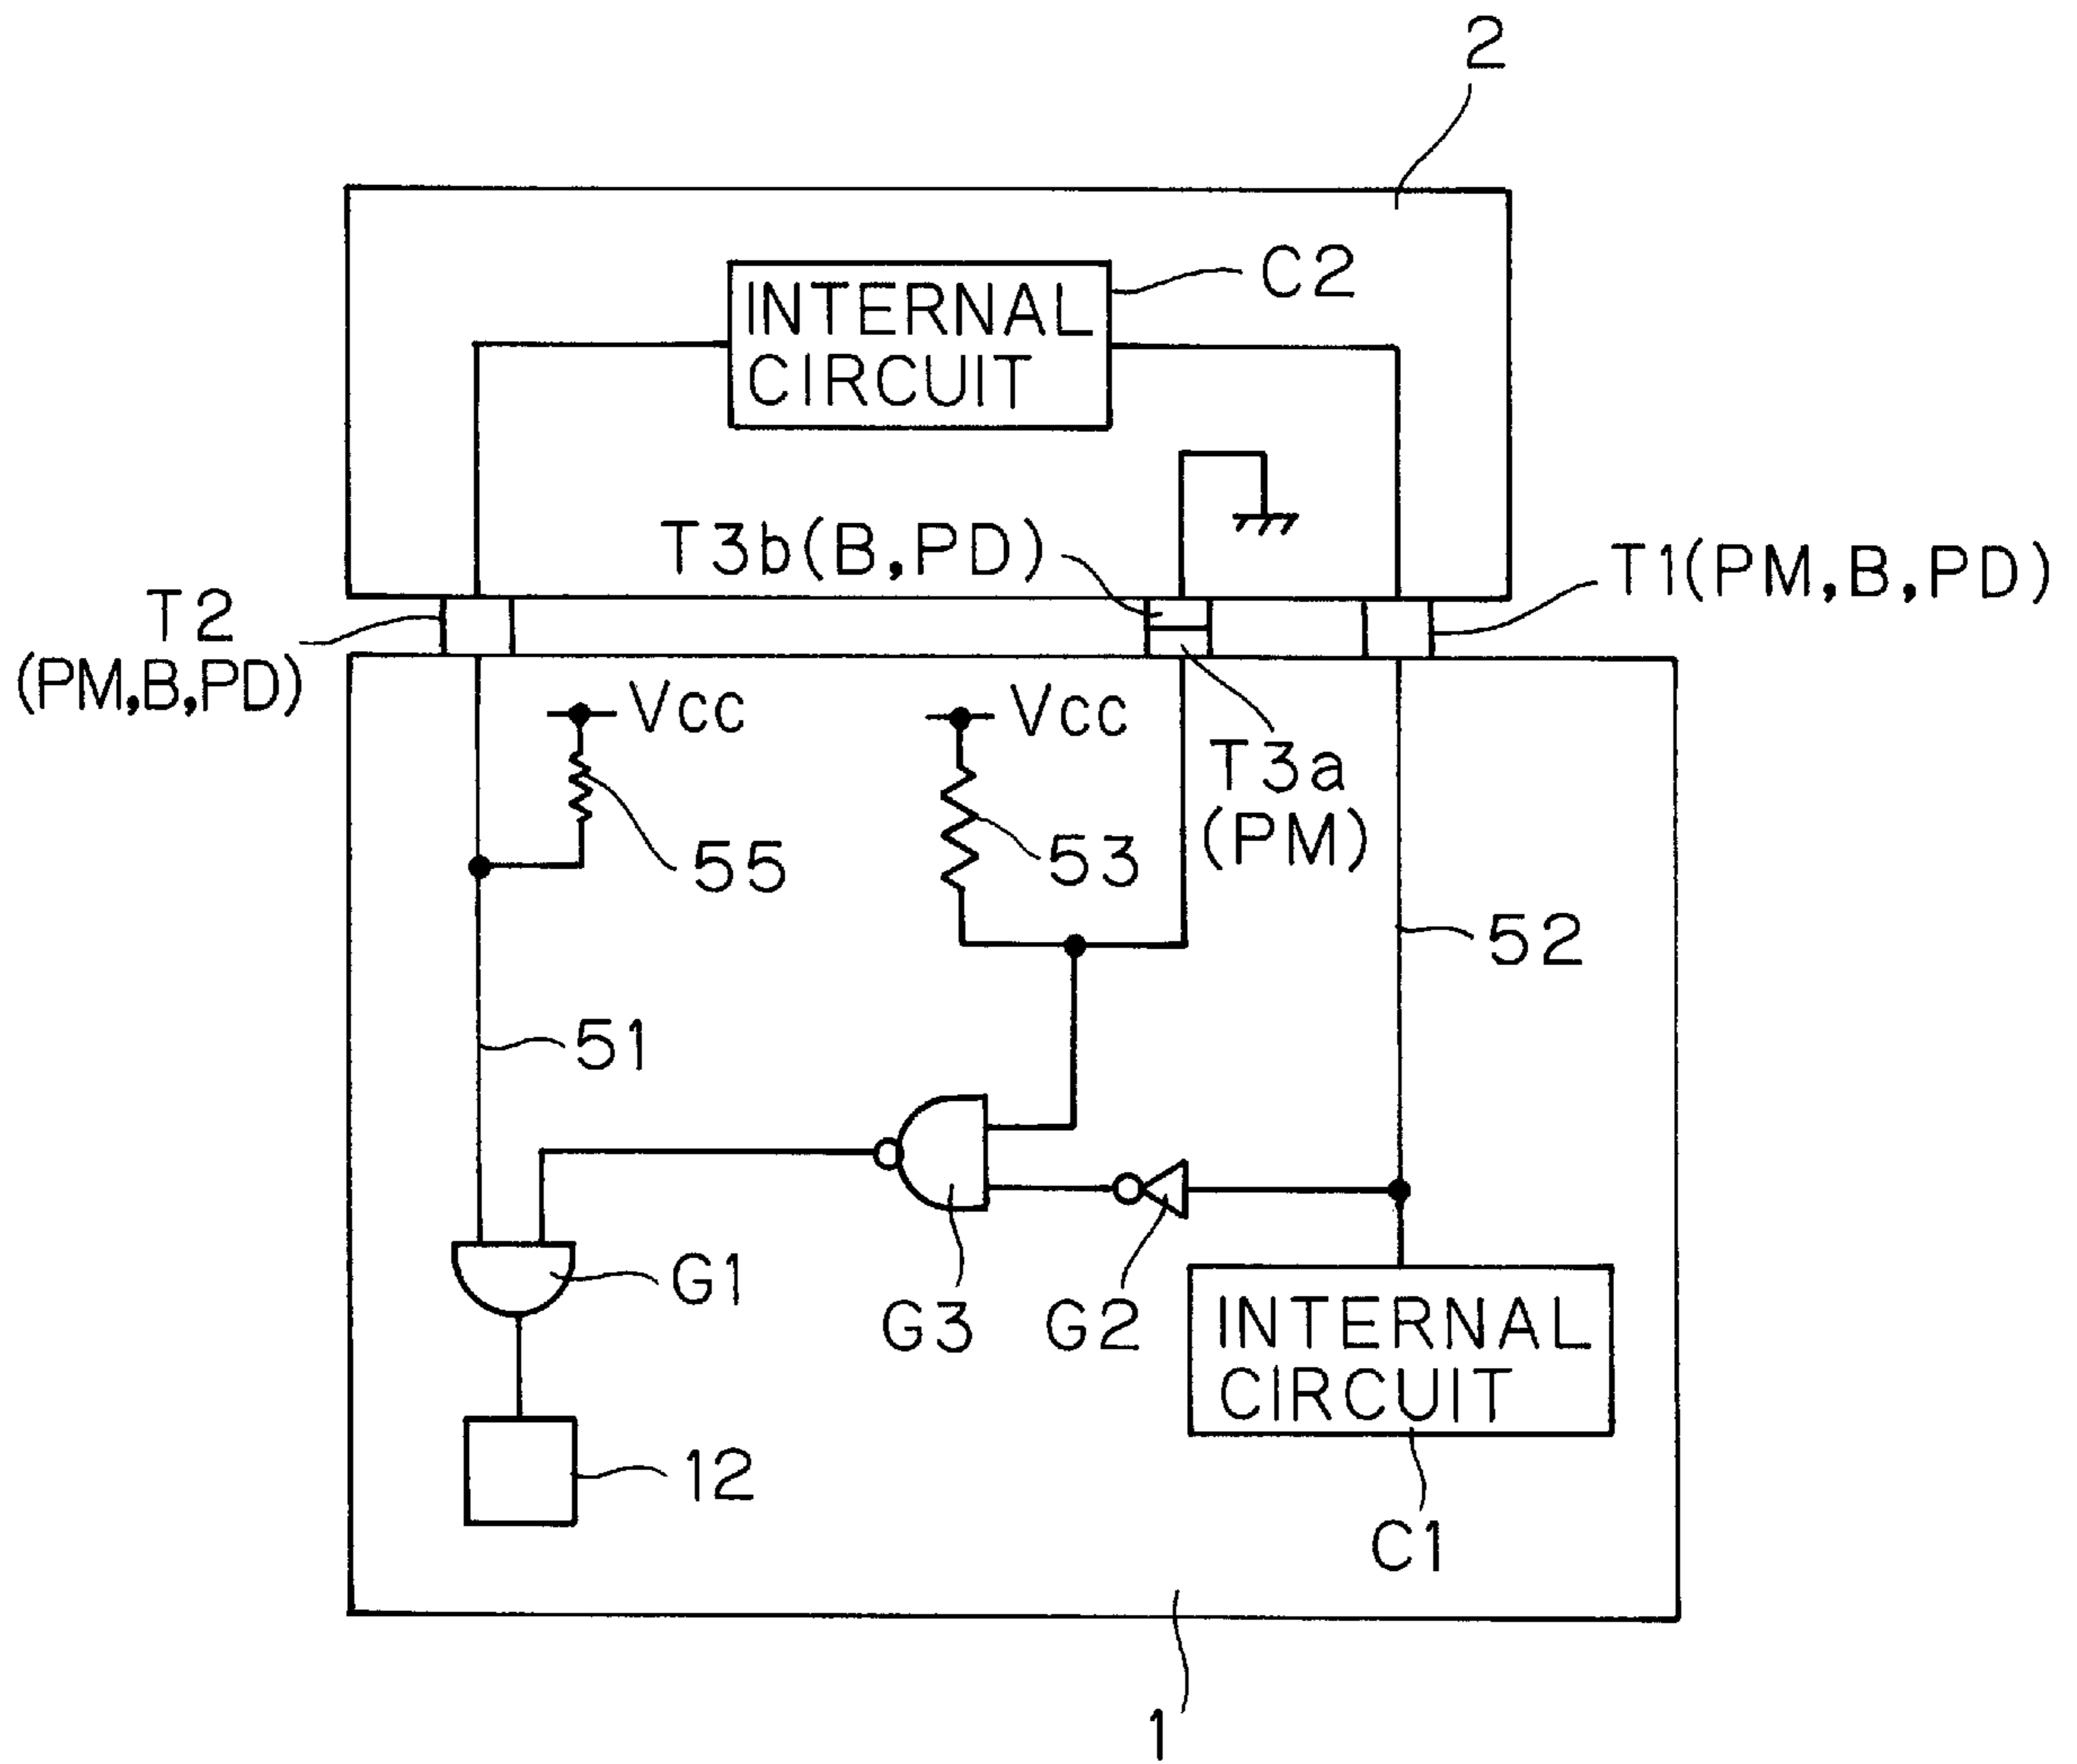 2
INTERNAL
CIRCUIT
C2
T3b(B,PD)
T1(PM,B,PD)
T2
(PM,B,PD)
Vcc
Vcc
T3a
(PM)
55
53
52
51
G1
G3
G2
INTERNAL
CIRCUIT
12
C1
1